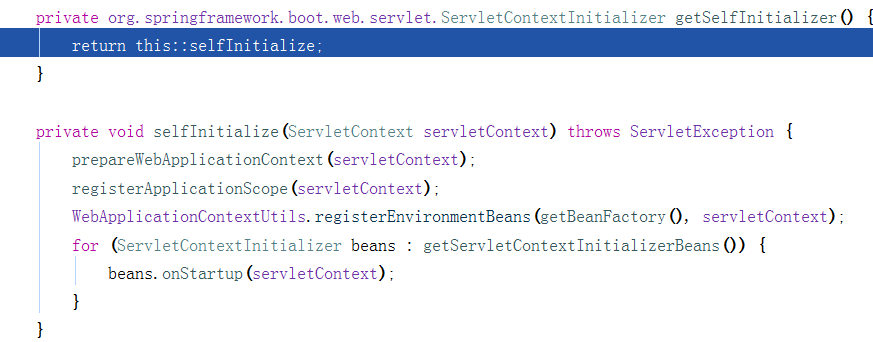 private org.springframework.boot.web.servlet.ServletContextInitializer getSelfInitializer() {
    return this::selfInitialize;
}

private void selfInitialize(ServletContext servletContext) throws ServletException {
    prepareWebApplicationContext(servletContext);
    registerApplicationScope(servletContext);
    WebApplicationContextUtils.registerEnvironmentBeans(getBeanFactory(), servletContext);
    for (ServletContextInitializer beans : getServletContextInitializerBeans()) {
        beans.onStartup(servletContext);
    }
}